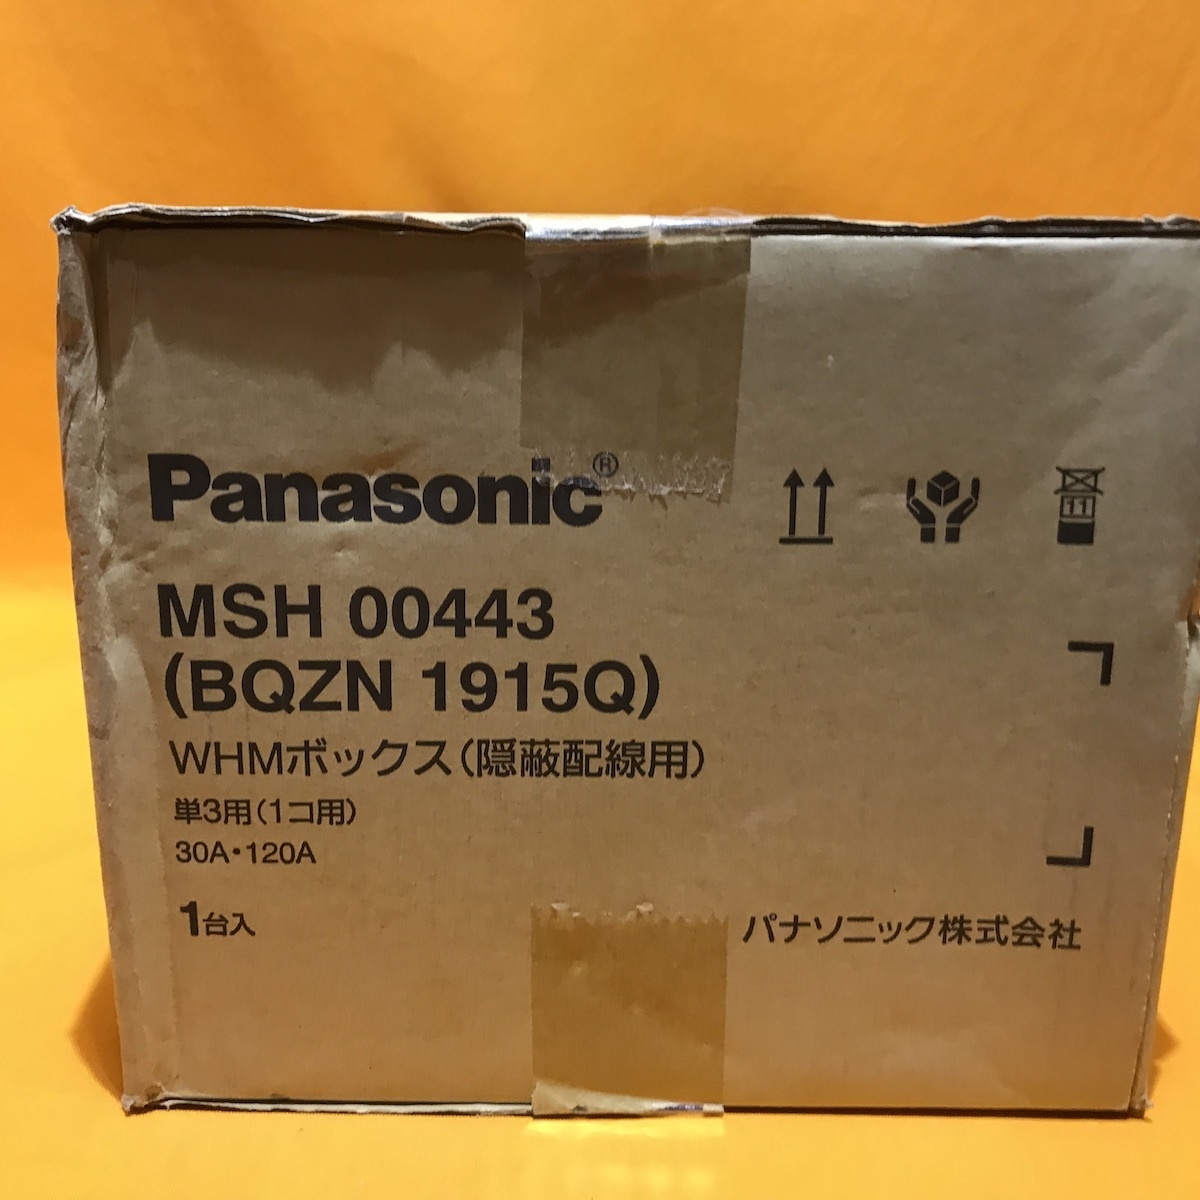 Panasonic®
11
MSH 00443
(BQZN 1915Q)
WHMボックス(隠蔽配線用)
単3用(1コ用)
30A・120A
1台入
パナソニック株式会社